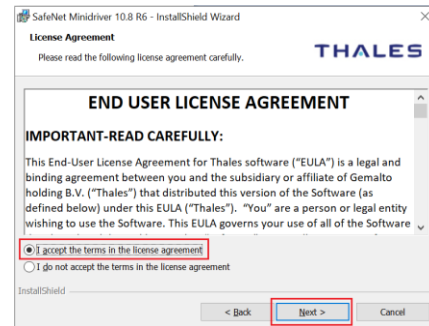 SafeNet Minidriver 10.8 R6 - InstallShield Wizard
License Agreement
Please read the following license agreement carefully.
THALES
END USER LICENSE AGREEMENT
IMPORTANT-READ CAREFULLY:
This End-User License Agreement for Thales software ("EULA") is a legal and
binding agreement between you and the subsidiary or affiliate of Gemalto
holding B.V. ("Thales") that distributed this version of the Software (as
defined below) under this EULA ("Thales"). "You" are a person or legal entity
wishing to use the Software. This EULA governs your use of all of the Software
I accept the terms in the license agreement
I do not accept the terms in the license agreement
InstallShield
< Back
Next >
Cancel